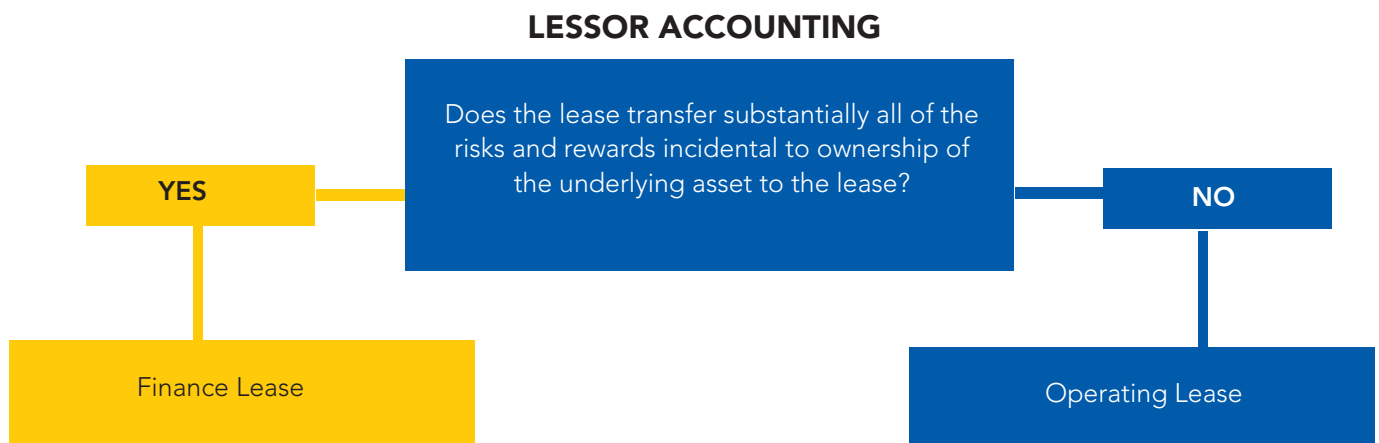 LESSOR ACCOUNTING
Does the lease transfer substantially all of the
risks and rewards incidental to ownership of
the underlying asset to the lease?
YES
NO
Finance Lease
Operating Lease